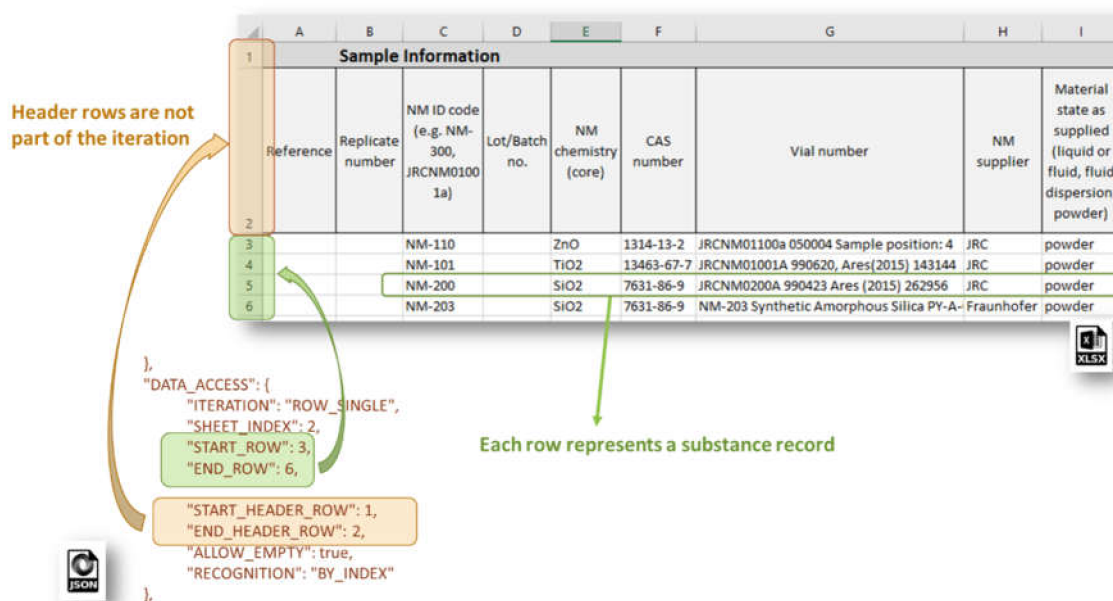 A B C D E F G H I
1 Sample Information
Header rows are not
part of the iteration
2 Reference Replicate number NM ID code (e.g. NM-300, JRCNM01001a) Lot/Batch no. NM chemistry (core) CAS number Vial number NM supplier Material state as supplied (liquid or fluid, fluid dispersion, powder)
3 NM-110 ZnO 1314-13-2 JRCNM01100a 050004 Sample position: 4 JRC powder
4 NM-101 TiO2 13463-67-7 JRCNM01001A 990620, Ares(2015) 143144 JRC powder
5 NM-200 SiO2 7631-86-9 JRCNM0200A 990423 Ares (2015) 262956 JRC powder
6 NM-203 SiO2 7631-86-9 NM-203 Synthetic Amorphous Silica PY-A- Fraunhofer powder
XLSX
},
"DATA_ACCESS": {
"ITERATION": "ROW_SINGLE",
"SHEET_INDEX": 2,
"START_ROW": 3,
"END_ROW": 6,
Each row represents a substance record
"START_HEADER_ROW": 1,
"END_HEADER_ROW": 2,
"ALLOW_EMPTY": true,
"RECOGNITION": "BY_INDEX"
},
JSON